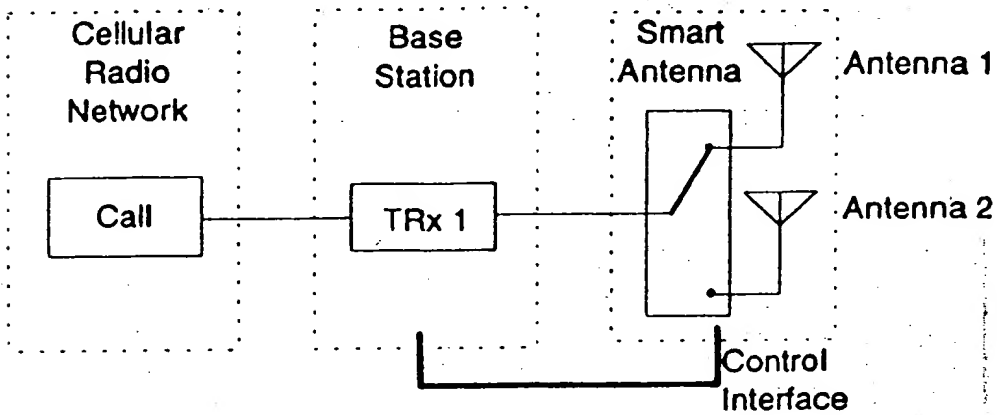 Cellular
Radio
Network
Base
Station
Smart
Antenna
Antenna 1
Call
TRx 1
Antenna 2
Control
Interface